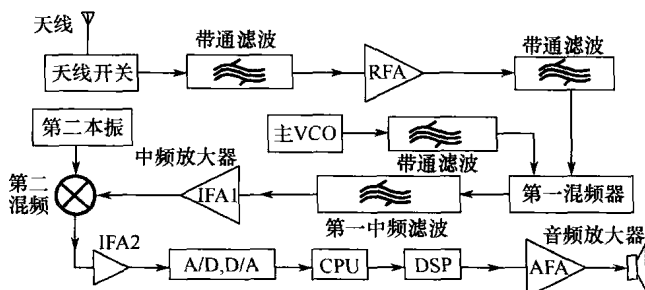 天线
天线开关
带通滤波
RFA
带通滤波
第二本振
主VCO
带通滤波
中频放大器
第二
混频
IFA1
第一中频滤波
第一混频器
IFA2
A/D,D/A
CPU
DSP
音频放大器
AFA